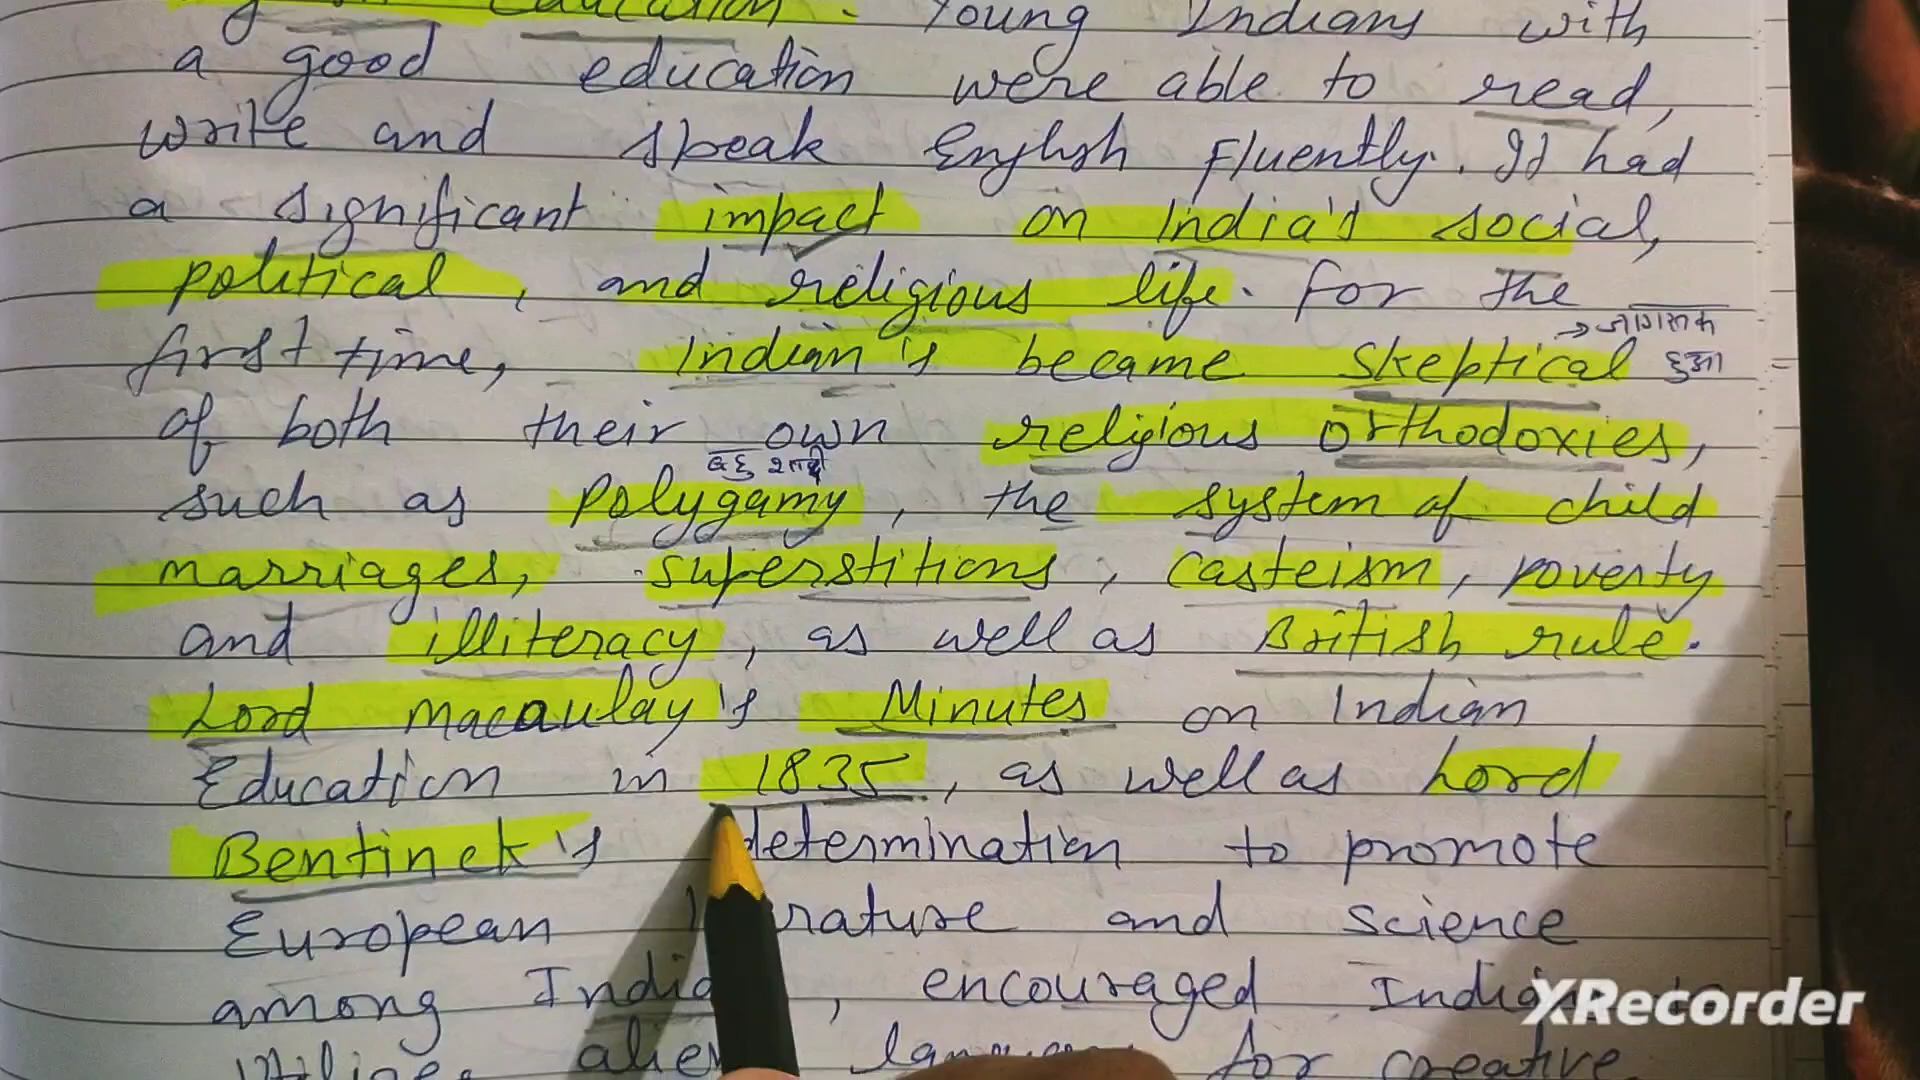 Education. Young Indians with
a good education were able to read,
write and speak English Fluently. It had
a significant impact on India's social,
political, and religious life. For the
first time, Indian's became Skeptical → जागरूक हुआ
of both their own religious orthodoxies,
बहु शादी
such as polygamy, the system of child
marriages, superstitions, casteism, poverty
and illiteracy, as well as British rule.
Lord Macaulay's Minutes on Indian
Education in 1835, as well as Lord
Bentinck's determination to promote
European and science
among encouraged
for creative
XRecorder